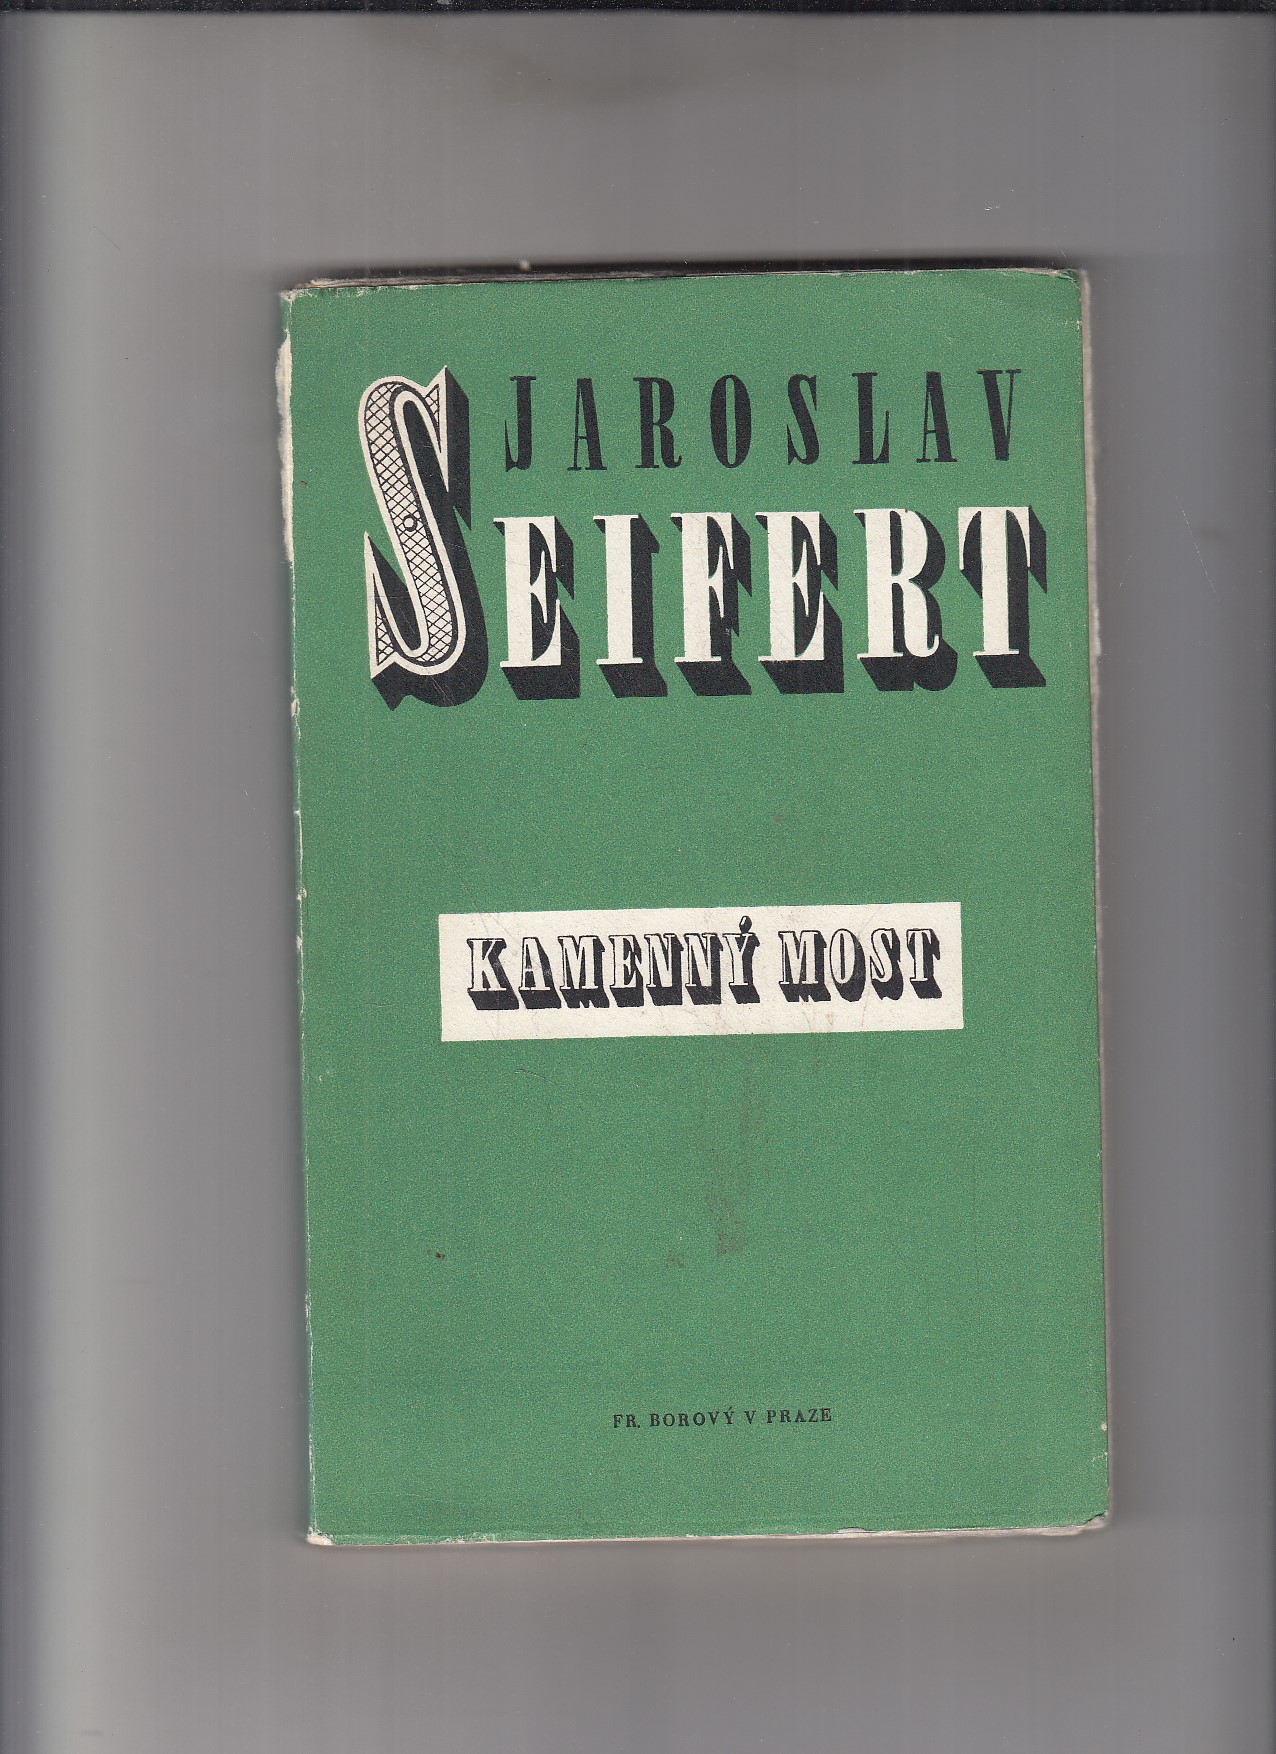 JAROSLAV
SEIFERT
KAMENNÝ MOST
FR. BOROVÝ V PRAZE